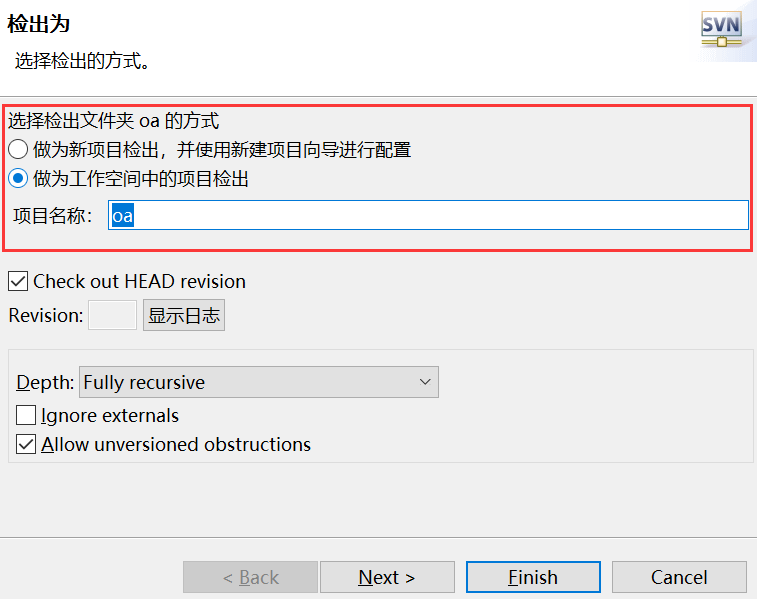 检出为
选择检出的方式。
SVN
选择检出文件夹 oa 的方式
做为新项目检出，并使用新建项目向导进行配置
做为工作空间中的项目检出
项目名称： oa
Check out HEAD revision
Revision: 显示日志
Depth: Fully recursive
Ignore externals
Allow unversioned obstructions
< Back Next > Finish Cancel